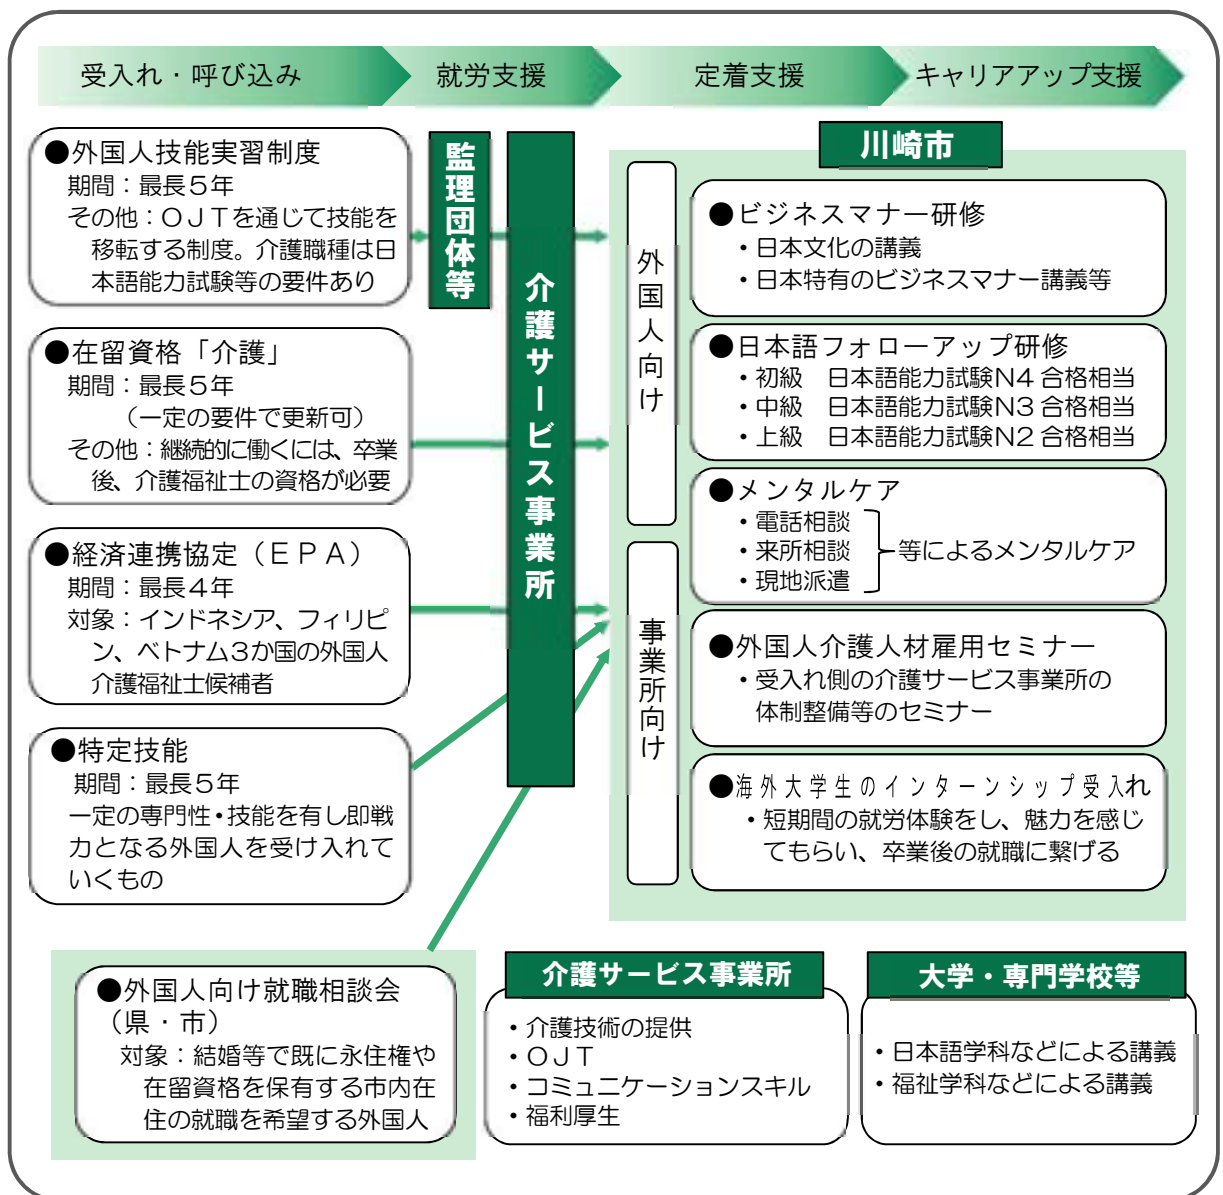 受入れ・呼び込み
就労支援
定着支援
キャリアアップ支援
●外国人技能実習制度
期間：最長５年
その他：ＯＪＴを通じて技能を
移転する制度。介護職種は日
本語能力試験等の要件あり
●在留資格「介護」
期間：最長５年
（一定の要件で更新可）
その他：継続的に働くには、卒業
後、介護福祉士の資格が必要
●経済連携協定（ＥＰＡ）
期間：最長４年
対象：インドネシア、フィリピ
ン、ベトナム３か国の外国人
介護福祉士候補者
●特定技能
期間：最長５年
一定の専門性・技能を有し即戦
力となる外国人を受け入れて
いくもの
●外国人向け就職相談会
（県・市）
対象：結婚等で既に永住権や
在留資格を保有する市内在
住の就職を希望する外国人
監理団体等
介護サービス事業所
川崎市
外国人向け
事業所向け
●ビジネスマナー研修
・日本文化の講義
・日本特有のビジネスマナー講義等
●日本語フォローアップ研修
・初級　日本語能力試験Ｎ４合格相当
・中級　日本語能力試験Ｎ３合格相当
・上級　日本語能力試験Ｎ２合格相当
●メンタルケア
・電話相談
・来所相談
・現地派遣
等によるメンタルケア
●外国人介護人材雇用セミナー
・受入れ側の介護サービス事業所の
体制整備等のセミナー
●海外大学生のインターンシップ受入れ
・短期間の就労体験をし、魅力を感じ
てもらい、卒業後の就職に繋げる
介護サービス事業所
・介護技術の提供
・ＯＪＴ
・コミュニケーションスキル
・福利厚生
大学・専門学校等
・日本語学科などによる講義
・福祉学科などによる講義